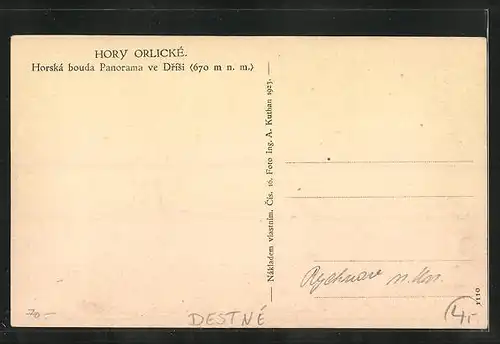 HORY ORLICKÉ.
Horská bouda Panorama ve Dříši (670 m n. m.)
Nákladem vlastním. Čís. 16. Foto Ing. A. Kuthan 1923.
Rychnov n. Kn.
1110
70.-
DESTNÉ
4,-